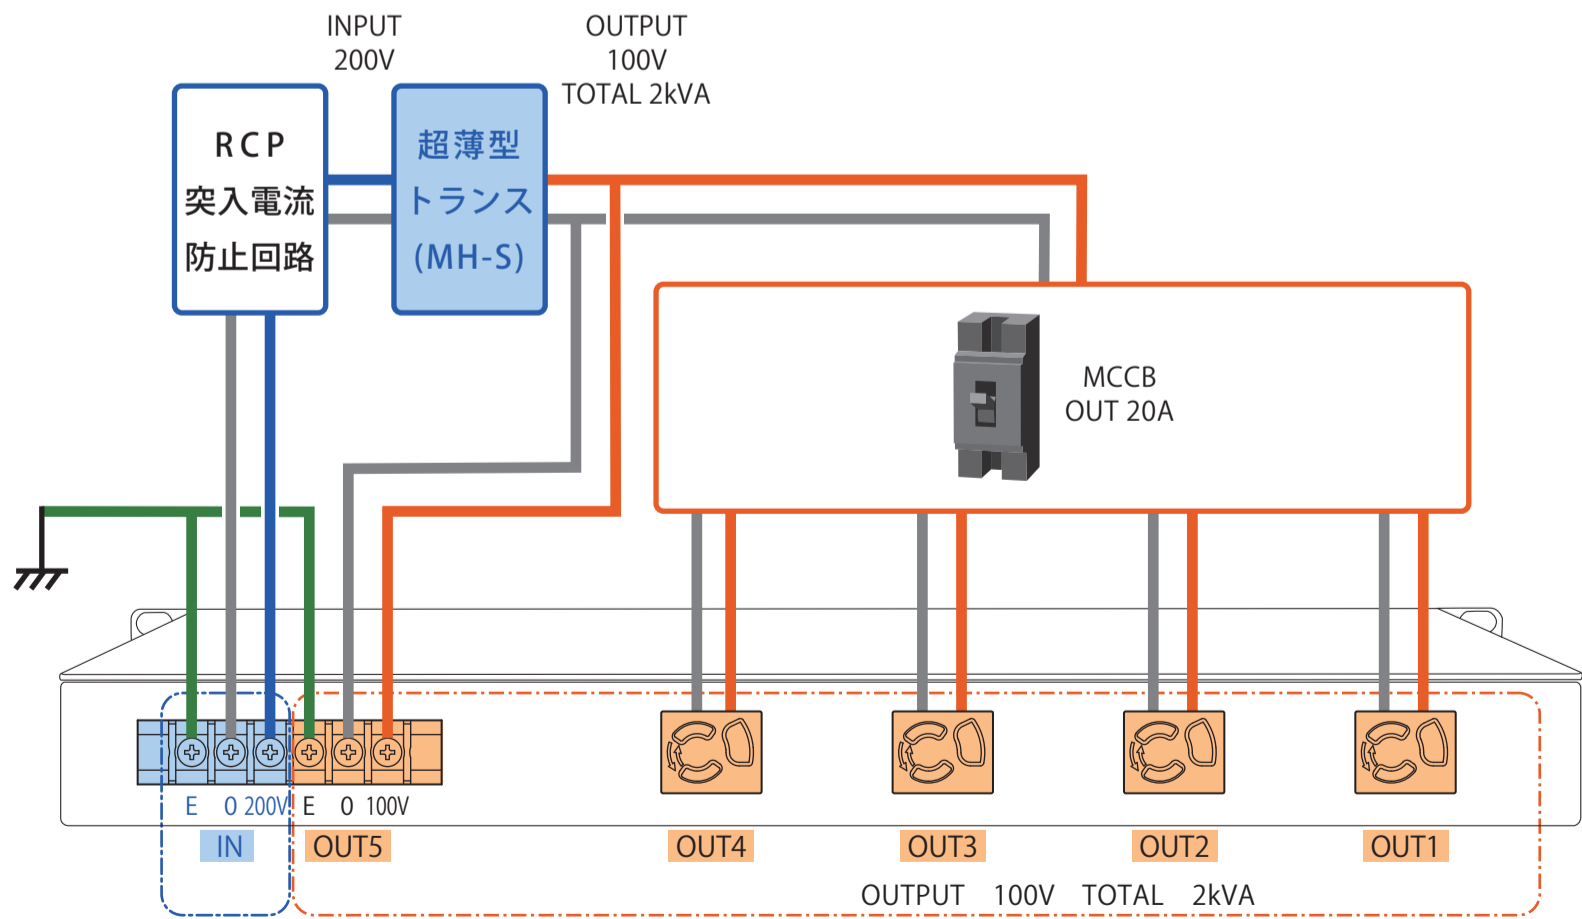 INPUT
200V
OUTPUT
100V
TOTAL 2kVA
RCP
突入電流
防止回路
超薄型
トランス
(MH-S)
MCCB
OUT 20A
E O 200V E O 100V
IN OUT5 OUT4 OUT3 OUT2 OUT1
OUTPUT 100V TOTAL 2kVA